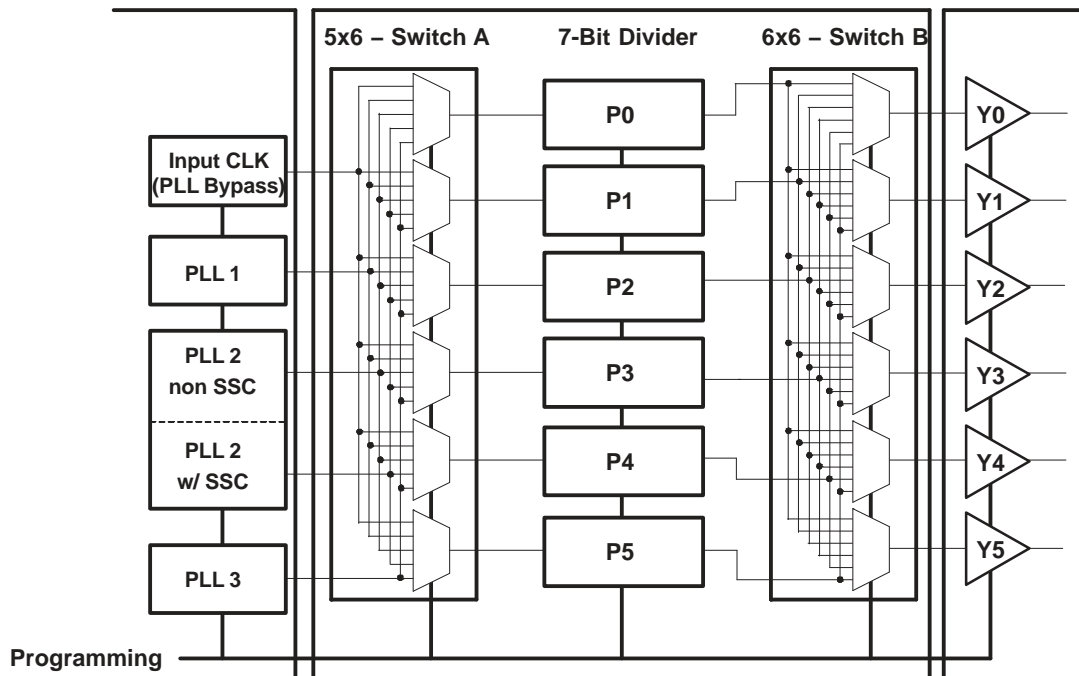 5x6 – Switch A
7-Bit Divider
6x6 – Switch B
Input CLK
(PLL Bypass)
PLL 1
PLL 2
non SSC
PLL 2
w/ SSC
PLL 3
P0
P1
P2
P3
P4
P5
Y0
Y1
Y2
Y3
Y4
Y5
Programming